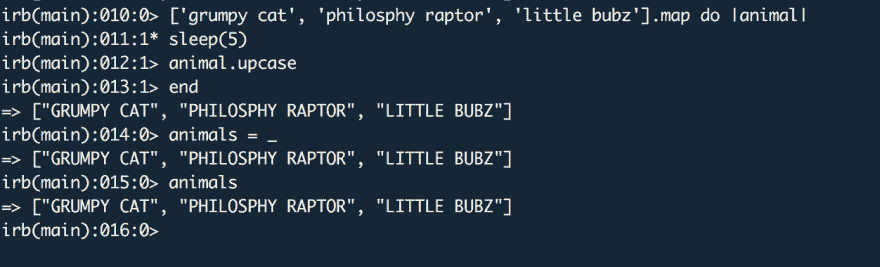 irb(main):010:0> ['grumpy cat', 'philosphy raptor', 'little bubz'].map do |animal|
irb(main):011:1* sleep(5)
irb(main):012:1> animal.upcase
irb(main):013:1> end
=> ["GRUMPY CAT", "PHILOSPHY RAPTOR", "LITTLE BUBZ"]
irb(main):014:0> animals = _
=> ["GRUMPY CAT", "PHILOSPHY RAPTOR", "LITTLE BUBZ"]
irb(main):015:0> animals
=> ["GRUMPY CAT", "PHILOSPHY RAPTOR", "LITTLE BUBZ"]
irb(main):016:0>